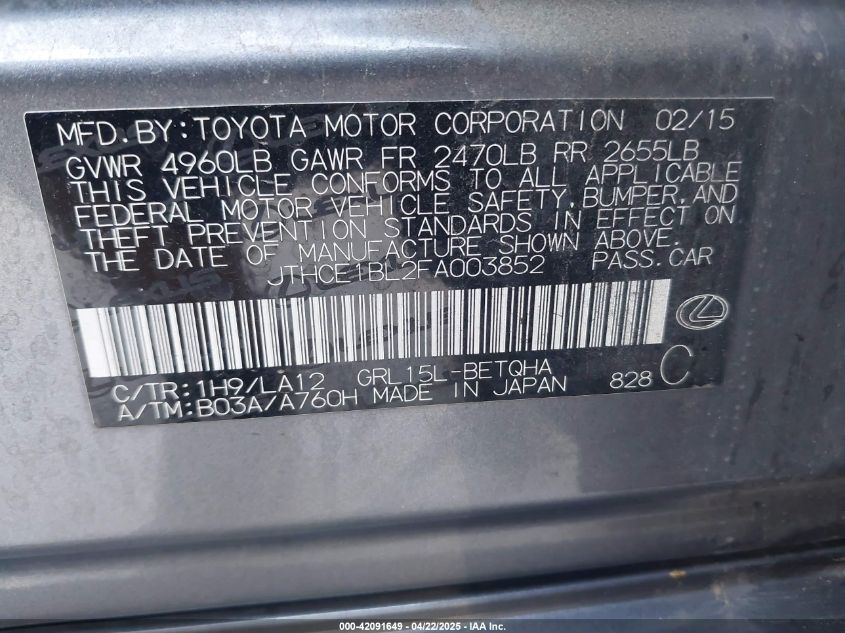 MFD. BY: TOYOTA MOTOR CORPORATION 02/15
GVWR 4960LB GAWR FR 2470LB RR 2655LB
THIS VEHICLE CONFORMS TO ALL APPLICABLE
FEDERAL MOTOR VEHICLE SAFETY, BUMPER, AND
THEFT PREVENTION STANDARDS IN EFFECT ON
THE DATE OF MANUFACTURE SHOWN ABOVE.
JTHCE1BL2FA003852 PASS. CAR
C/TR: 1H9/LA12 GRL15L-BETQHA
A/TM: B03A/A760H MADE IN JAPAN 828 C
000-42091649 - 04/22/2025 - IAA Inc.